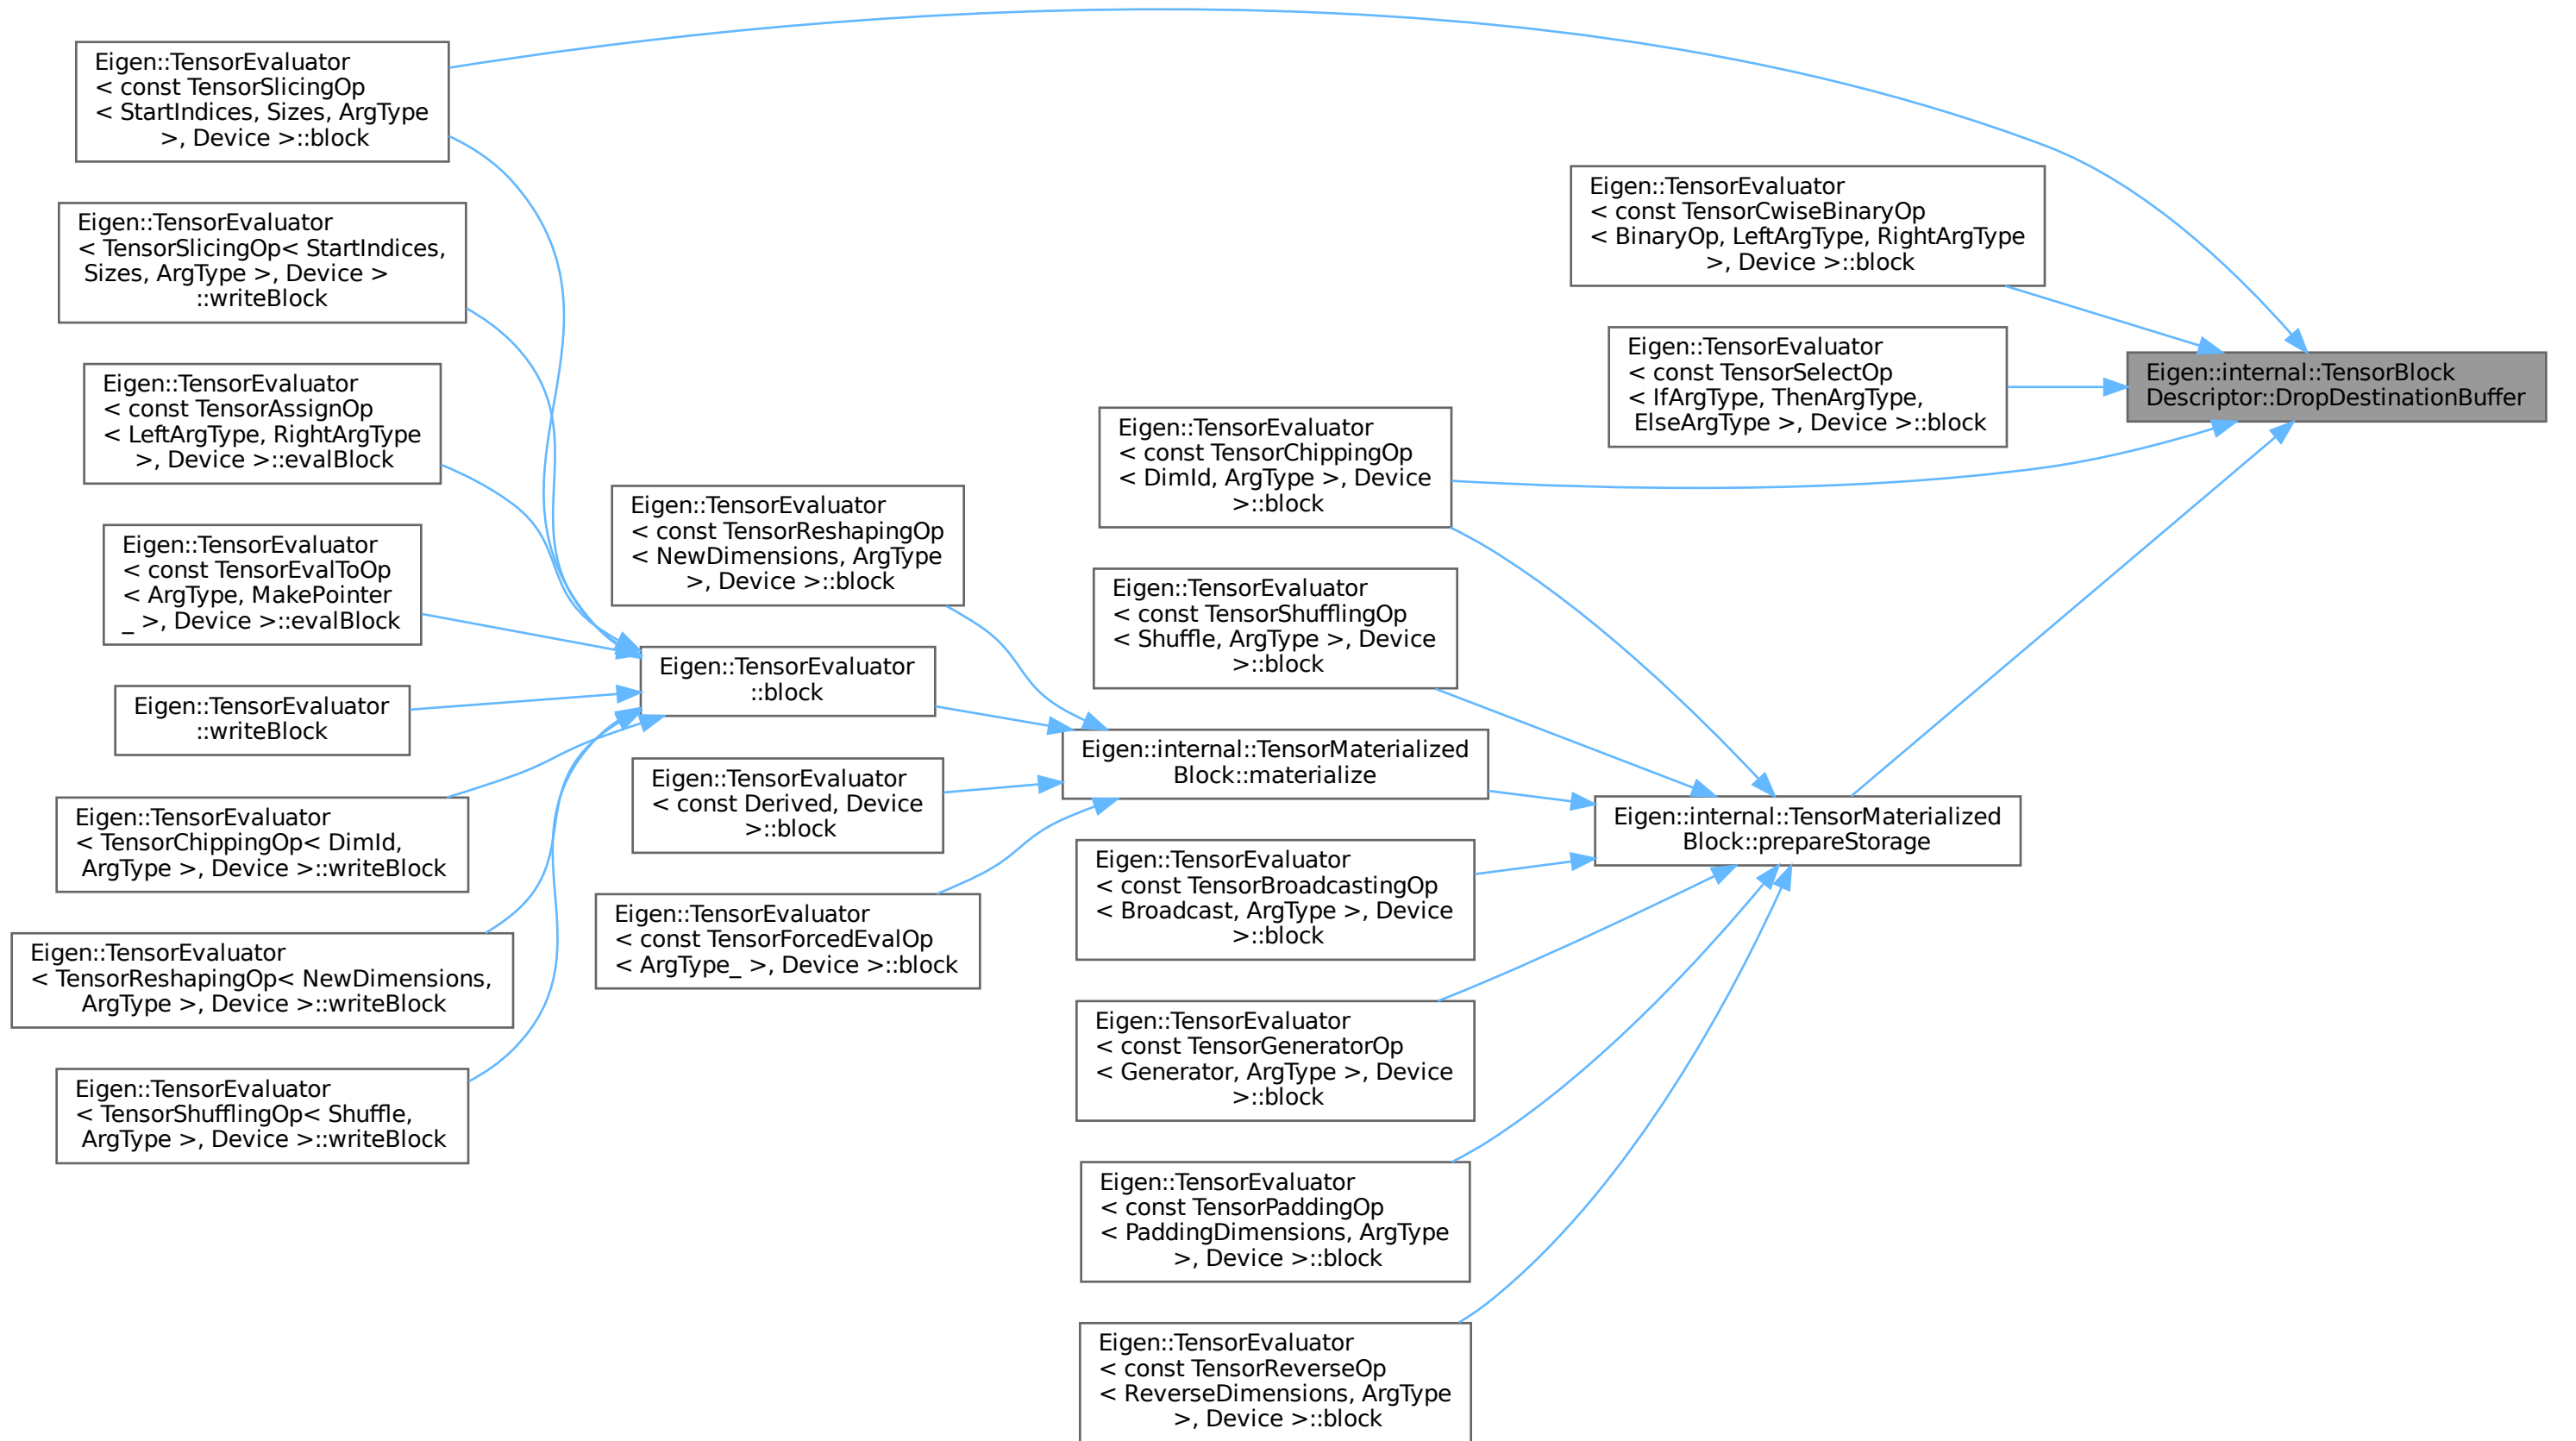 Eigen::TensorEvaluator
< const TensorSlicingOp
< StartIndices, Sizes, ArgType
>, Device >::block
Eigen::TensorEvaluator
< TensorSlicingOp< StartIndices,
Sizes, ArgType >, Device >
::writeBlock
Eigen::TensorEvaluator
< const TensorAssignOp
< LeftArgType, RightArgType
>, Device >::evalBlock
Eigen::TensorEvaluator
< const TensorEvalToOp
< ArgType, MakePointer
_ >, Device >::evalBlock
Eigen::TensorEvaluator
::writeBlock
Eigen::TensorEvaluator
< TensorChippingOp< DimId,
ArgType >, Device >::writeBlock
Eigen::TensorEvaluator
< TensorReshapingOp< NewDimensions,
ArgType >, Device >::writeBlock
Eigen::TensorEvaluator
< TensorShufflingOp< Shuffle,
ArgType >, Device >::writeBlock
Eigen::TensorEvaluator
< const TensorReshapingOp
< NewDimensions, ArgType
>, Device >::block
Eigen::TensorEvaluator
::block
Eigen::TensorEvaluator
< const Derived, Device
>::block
Eigen::TensorEvaluator
< const TensorForcedEvalOp
< ArgType_ >, Device >::block
Eigen::TensorEvaluator
< const TensorChippingOp
< DimId, ArgType >, Device
>::block
Eigen::TensorEvaluator
< const TensorShufflingOp
< Shuffle, ArgType >, Device
>::block
Eigen::internal::TensorMaterialized
Block::materialize
Eigen::TensorEvaluator
< const TensorBroadcastingOp
< Broadcast, ArgType >, Device
>::block
Eigen::TensorEvaluator
< const TensorGeneratorOp
< Generator, ArgType >, Device
>::block
Eigen::TensorEvaluator
< const TensorPaddingOp
< PaddingDimensions, ArgType
>, Device >::block
Eigen::TensorEvaluator
< const TensorReverseOp
< ReverseDimensions, ArgType
>, Device >::block
Eigen::TensorEvaluator
< const TensorCwiseBinaryOp
< BinaryOp, LeftArgType, RightArgType
>, Device >::block
Eigen::TensorEvaluator
< const TensorSelectOp
< IfArgType, ThenArgType,
ElseArgType >, Device >::block
Eigen::internal::TensorMaterialized
Block::prepareStorage
Eigen::internal::TensorBlock
Descriptor::DropDestinationBuffer